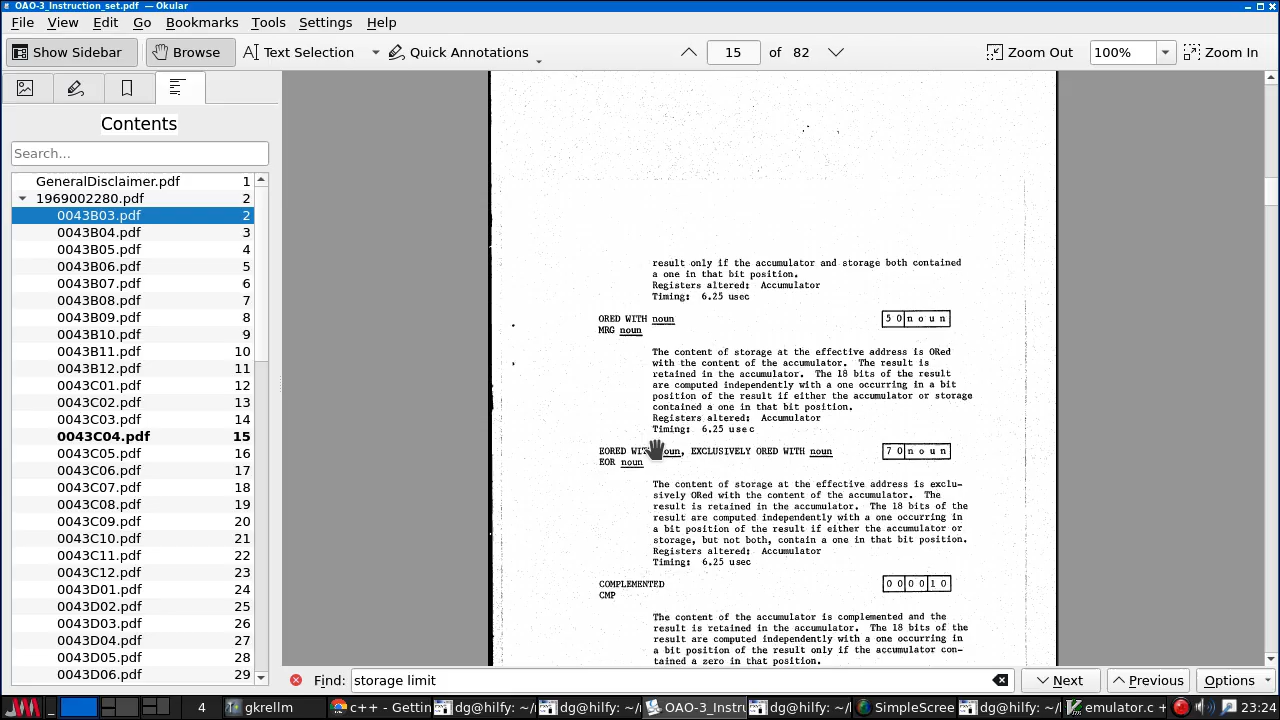 OAO-3_Instruction_set.pdf — Okular
File View Edit Go Bookmarks Tools Settings Help
Show Sidebar Browse Text Selection Quick Annotations 15 of 82 Zoom Out 100% Zoom In
Contents
Search...
GeneralDisclaimer.pdf 1
1969002280.pdf 2
0043B03.pdf 2
0043B04.pdf 3
0043B05.pdf 4
0043B06.pdf 5
0043B07.pdf 6
0043B08.pdf 7
0043B09.pdf 8
0043B10.pdf 9
0043B11.pdf 10
0043B12.pdf 11
0043C01.pdf 12
0043C02.pdf 13
0043C03.pdf 14
0043C04.pdf 15
0043C05.pdf 16
0043C06.pdf 17
0043C07.pdf 18
0043C08.pdf 19
0043C09.pdf 20
0043C10.pdf 21
0043C11.pdf 22
0043C12.pdf 23
0043D01.pdf 24
0043D02.pdf 25
0043D03.pdf 26
0043D04.pdf 27
0043D05.pdf 28
0043D06.pdf 29
result only if the accumulator and storage both contained
a one in that bit position.
Registers altered: Accumulator
Timing: 6.25 usec
ORED WITH noun 5 0 n o u n
MRG noun
The content of storage at the effective address is ORed
with the content of the accumulator. The result is
retained in the accumulator. The 18 bits of the result
are computed independently with a one occurring in a bit
position of the result if either the accumulator or storage
contained a one in that bit position.
Registers altered: Accumulator
Timing: 6.25 usec
EORED WITH noun, EXCLUSIVELY ORED WITH noun 7 0 n o u n
EOR noun
The content of storage at the effective address is exclu-
sively ORed with the content of the accumulator. The
result is retained in the accumulator. The 18 bits of the
result are computed independently with a one occurring in
a bit position of the result if either the accumulator or
storage, but not both, contain a one in that bit position.
Registers altered: Accumulator
Timing: 6.25 usec
COMPLEMENTED 0 0 0 0 1 0
CMP
The content of the accumulator is complemented and the
result is retained in the accumulator. The 18 bits of the
result are computed independently with a one occurring in
a bit position of the result only if the accumulator con-
tained a zero in that position.
Find: storage limit Next Previous Options
4 gkrellm c++ - Gettin dg@hilfy: ~/ dg@hilfy: ~/ OAO-3_Instru dg@hilfy: ~/ SimpleScree dg@hilfy: ~/ emulator.c + 23:24